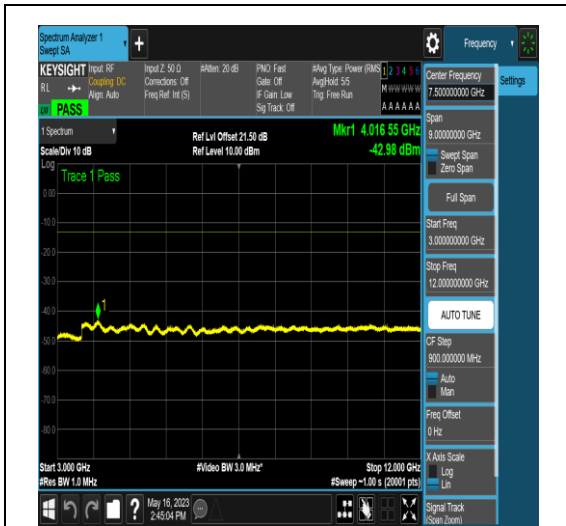 Spectrum Analyzer 1
Swept SA
Frequency
KEYSIGHT
RL
PASS
Input: RF
Coupling: DC
Align: Auto
Input Z: 50 Ω
Corrections: Off
Freq Ref: Int (S)
#Atten: 20 dB
PNO: Fast
Gate: Off
IF Gain: Low
Sig Track: Off
#Avg Type: Power (RMS
Avg|Hold: 5/5
Trig: Free Run
1 2 3 4 5 6
M W W W W W
A A A A A A
1 Spectrum
Scale/Div 10 dB
Ref Lvl Offset 21.50 dB
Ref Level 10.00 dBm
Mkr1 4.016 55 GHz
-42.98 dBm
Log
Trace 1 Pass
0.00
-10.0
-20.0
-30.0
-40.0
-50.0
-60.0
-70.0
-80.0
1
Start 3.000 GHz
#Res BW 1.0 MHz
#Video BW 3.0 MHz*
Stop 12.000 GHz
#Sweep ~1.00 s (20001 pts)
May 16, 2023
2:45:04 PM
Center Frequency
7.500000000 GHz
Span
9.00000000 GHz
Swept Span
Zero Span
Full Span
Start Freq
3.000000000 GHz
Stop Freq
12.000000000 GHz
AUTO TUNE
CF Step
900.000000 MHz
Auto
Man
Freq Offset
0 Hz
X Axis Scale
Log
Lin
Signal Track
(Span Zoom)
Settings